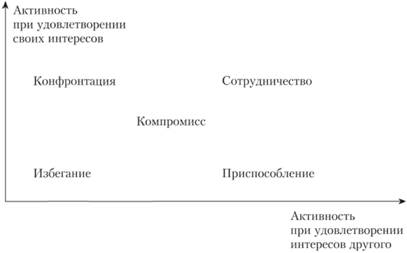 Активность
при удовлетворении
своих интересов
Конфронтация
Сотрудничество
Компромисс
Избегание
Приспособление
Активность
при удовлетворении
интересов другого